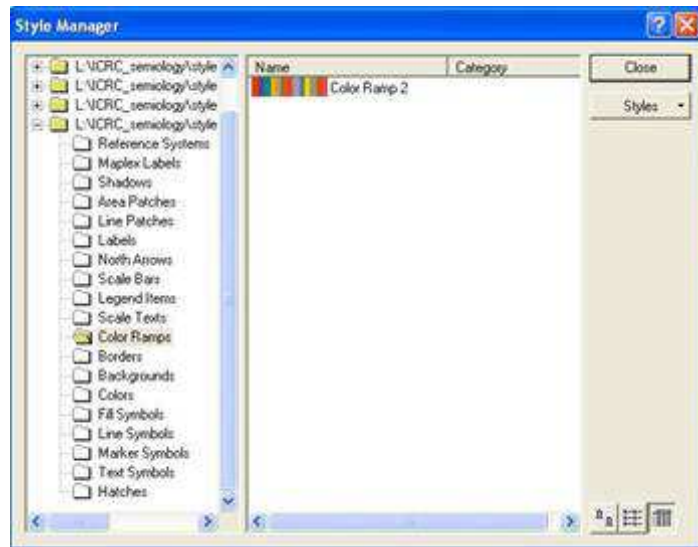 Style Manager
L:\ICRC_semiology\style
L:\ICRC_semiology\style
L:\ICRC_semiology\style
L:\ICRC_semiology\style
Reference Systems
Maplex Labels
Shadows
Area Patches
Line Patches
Labels
North Arrows
Scale Bars
Legend Items
Scale Texts
Color Ramps
Borders
Backgrounds
Colors
Fill Symbols
Line Symbols
Marker Symbols
Text Symbols
Hatches
Name Category
Color Ramp 2
Close
Styles